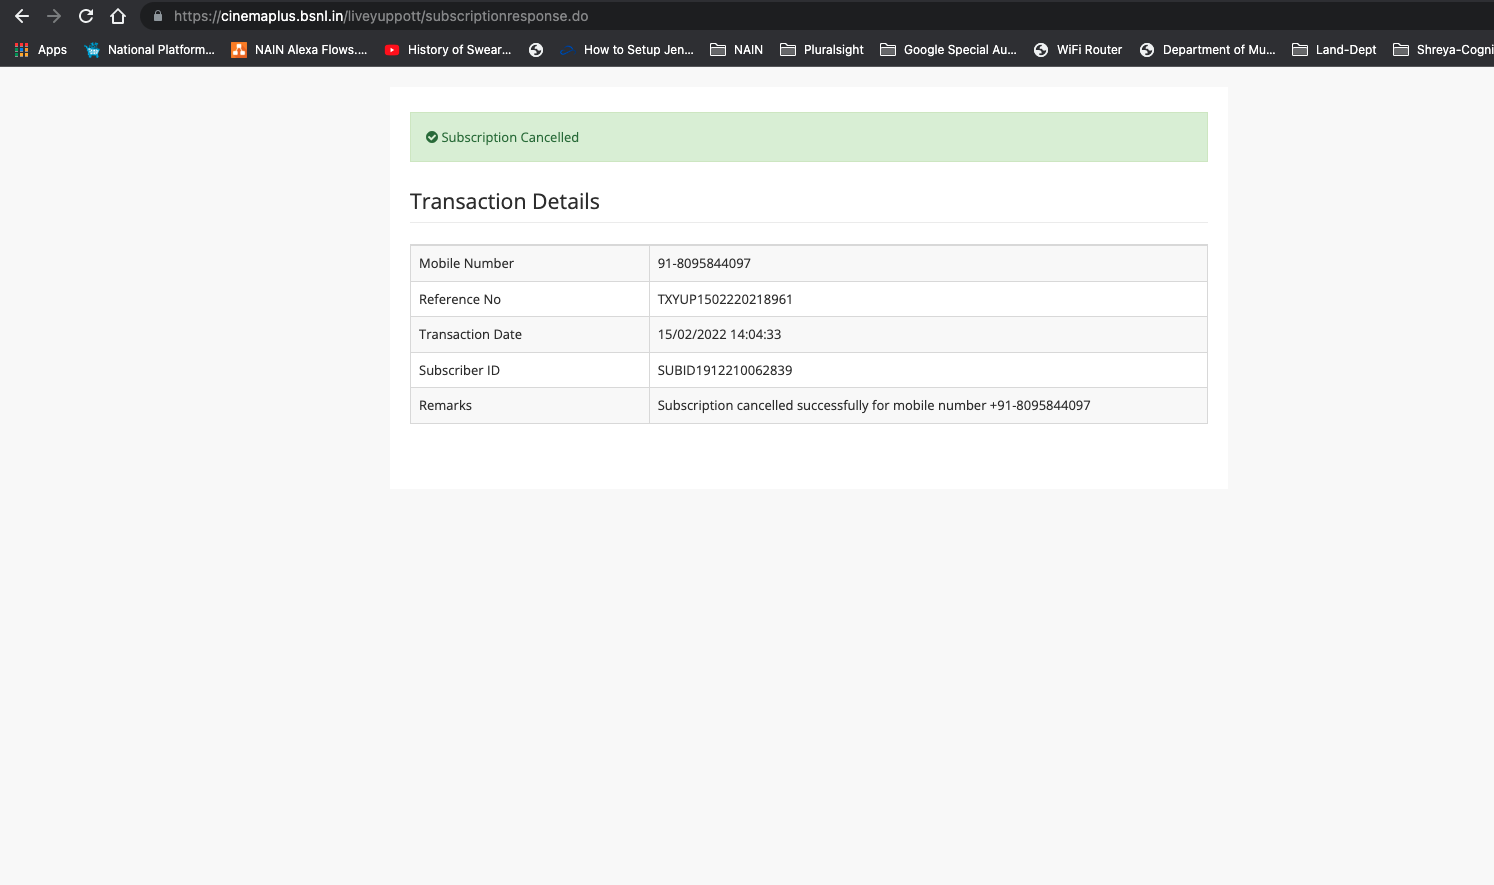 https://cinemaplus.bsnl.in/liveyuppott/subscriptionresponse.do
Apps National Platform... NAIN Alexa Flows.... History of Swear... How to Setup Jen... NAIN Pluralsight Google Special Au... WiFi Router Department of Mu... Land-Dept Shreya-Cogni
Subscription Cancelled
Transaction Details
Mobile Number 91-8095844097
Reference No TXYUP1502220218961
Transaction Date 15/02/2022 14:04:33
Subscriber ID SUBID1912210062839
Remarks Subscription cancelled successfully for mobile number +91-8095844097